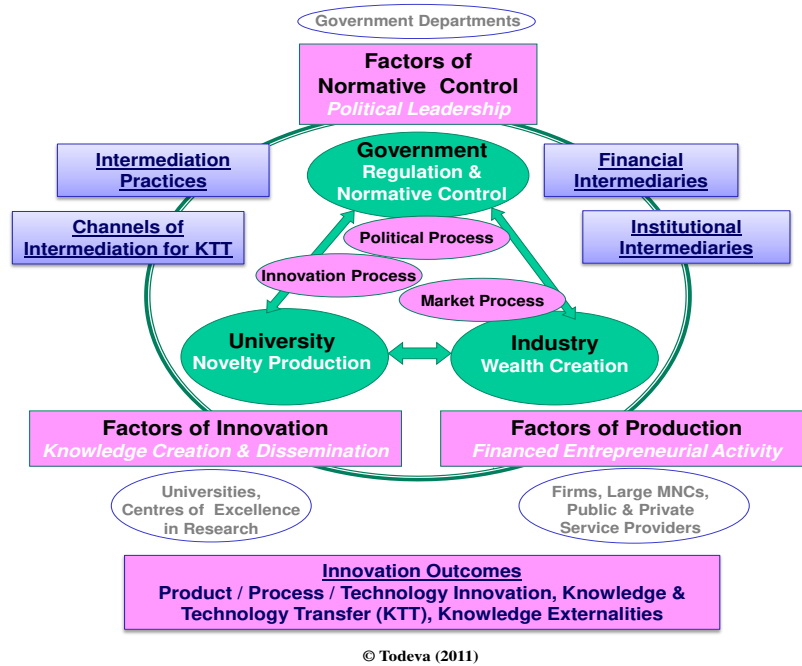 Government Departments
Factors of
Normative Control
Political Leadership
Government
Regulation &
Normative Control
Intermediation
Practices
Financial
Intermediaries
Channels of
Intermediation for KTT
Institutional
Intermediaries
Political Process
Innovation Process
Market Process
University
Novelty Production
Industry
Wealth Creation
Factors of Innovation
Knowledge Creation & Dissemination
Factors of Production
Financed Entrepreneurial Activity
Universities,
Centres of Excellence
in Research
Firms, Large MNCs,
Public & Private
Service Providers
Innovation Outcomes
Product / Process / Technology Innovation, Knowledge &
Technology Transfer (KTT), Knowledge Externalities
© Todeva (2011)